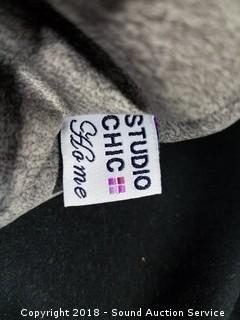 STUDIO
CHIC
Home
Copyright 2018 - Sound Auction Service